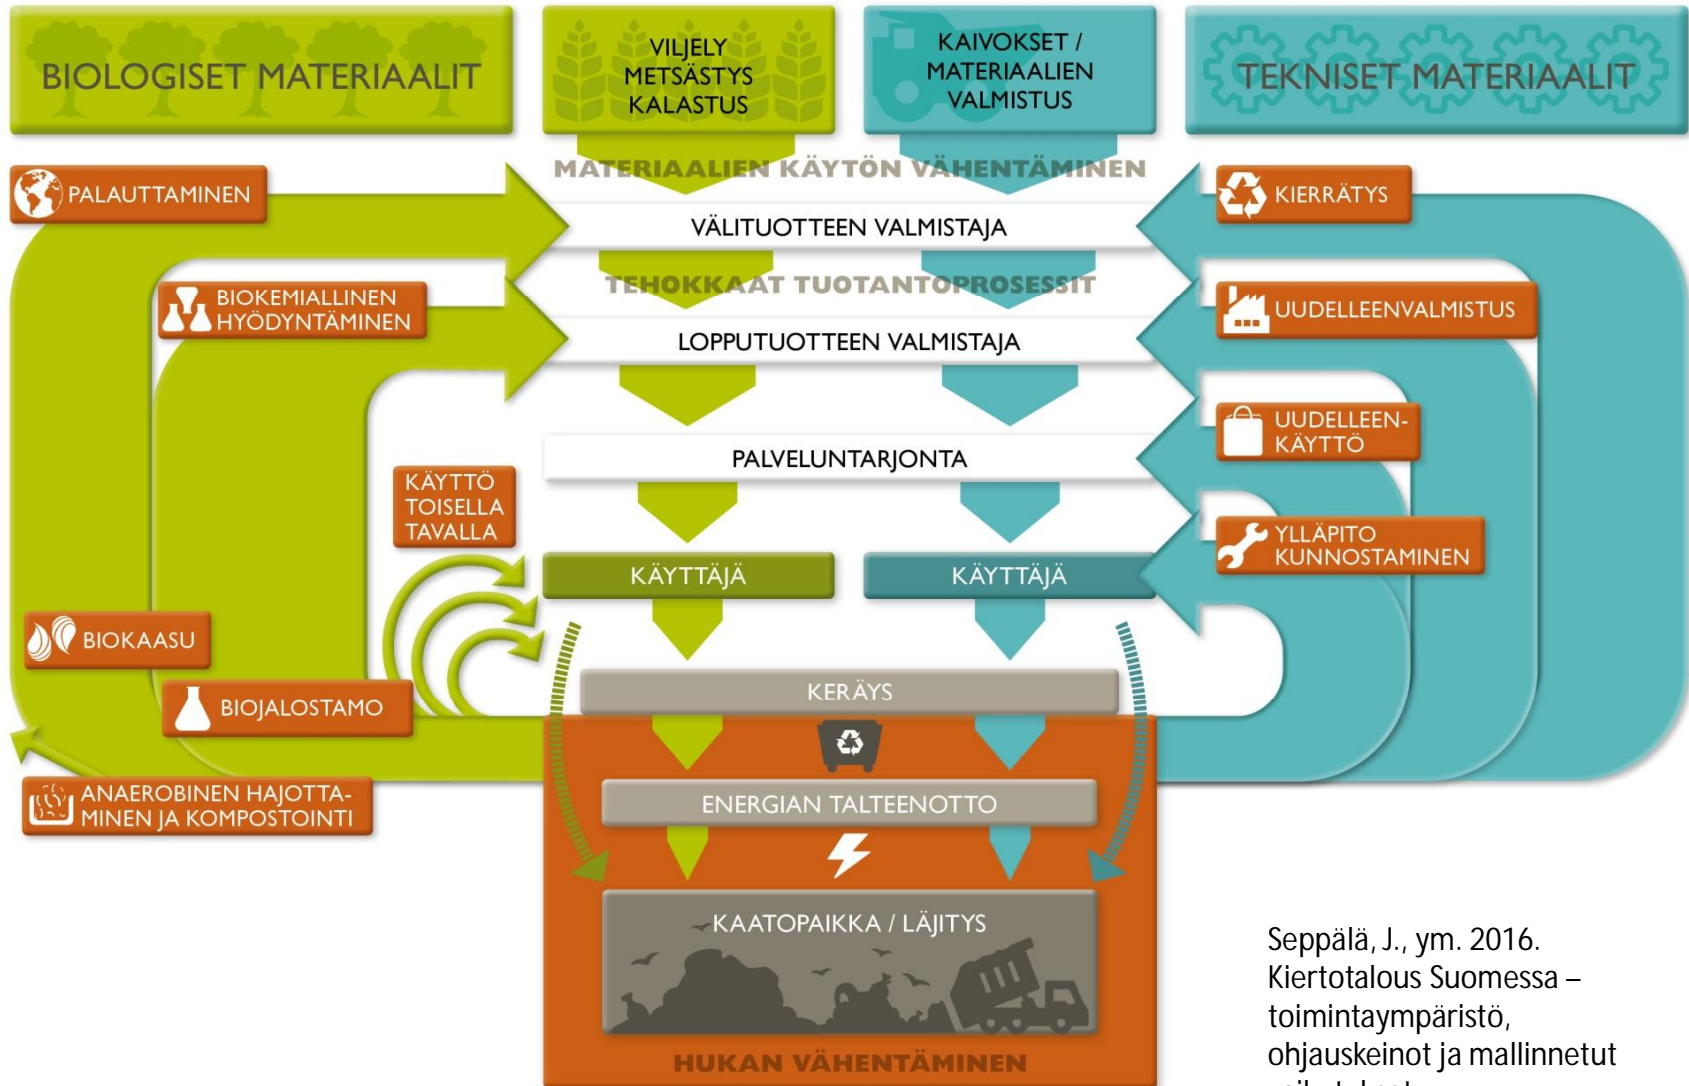 BIOLOGISET MATERIAALIT
VILJELY
METSÄSTYS
KALASTUS
KAIVOKSET /
MATERIAALIEN
VALMISTUS
TEKNISET MATERIAALIT
MATERIAALIEN KÄYTÖN VÄHENTÄMINEN
PALAUTTAMINEN
KIERRÄTYS
VÄLITUOTTEEN VALMISTAJA
TEHOKKAAT TUOTANTOPROSESSIT
BIOKEMIALLINEN
HYÖDYNTÄMINEN
UUDELLEENVALMISTUS
LOPPUTUOTTEEN VALMISTAJA
UUDELLEEN-
KÄYTTÖ
PALVELUNTARJONTA
KÄYTTÖ
TOISELLA
TAVALLA
YLLÄPITO
KUNNOSTAMINEN
KÄYTTÄJÄ
KÄYTTÄJÄ
BIOKAASU
KERÄYS
BIOJALOSTAMO
ANAEROBINEN HAJOTTA-
MINEN JA KOMPOSTOINTI
ENERGIAN TALTEENOTTO
KAATOPAIKKA / LÄJITYS
HUKAN VÄHENTÄMINEN
Seppälä, J., ym. 2016.
Kiertotalous Suomessa –
toimintaympäristö,
ohjauskeinot ja mallinnetut